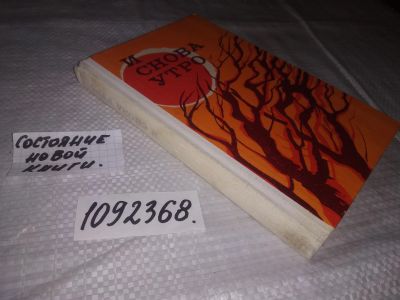 И
СНОВА
УТРО
СОСТОЯНИЕ
НОВОЙ
КНИГИ.
1092368.